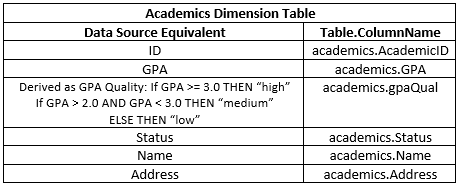 Academics Dimension Table
Data Source Equivalent Table.ColumnName
ID academics.AcademicID
GPA academics.GPA
Derived as GPA Quality: If GPA >= 3.0 THEN “high” academics.gpaQual
If GPA > 2.0 AND GPA < 3.0 THEN “medium”
ELSE THEN “low”
Status academics.Status
Name academics.Name
Address academics.Address